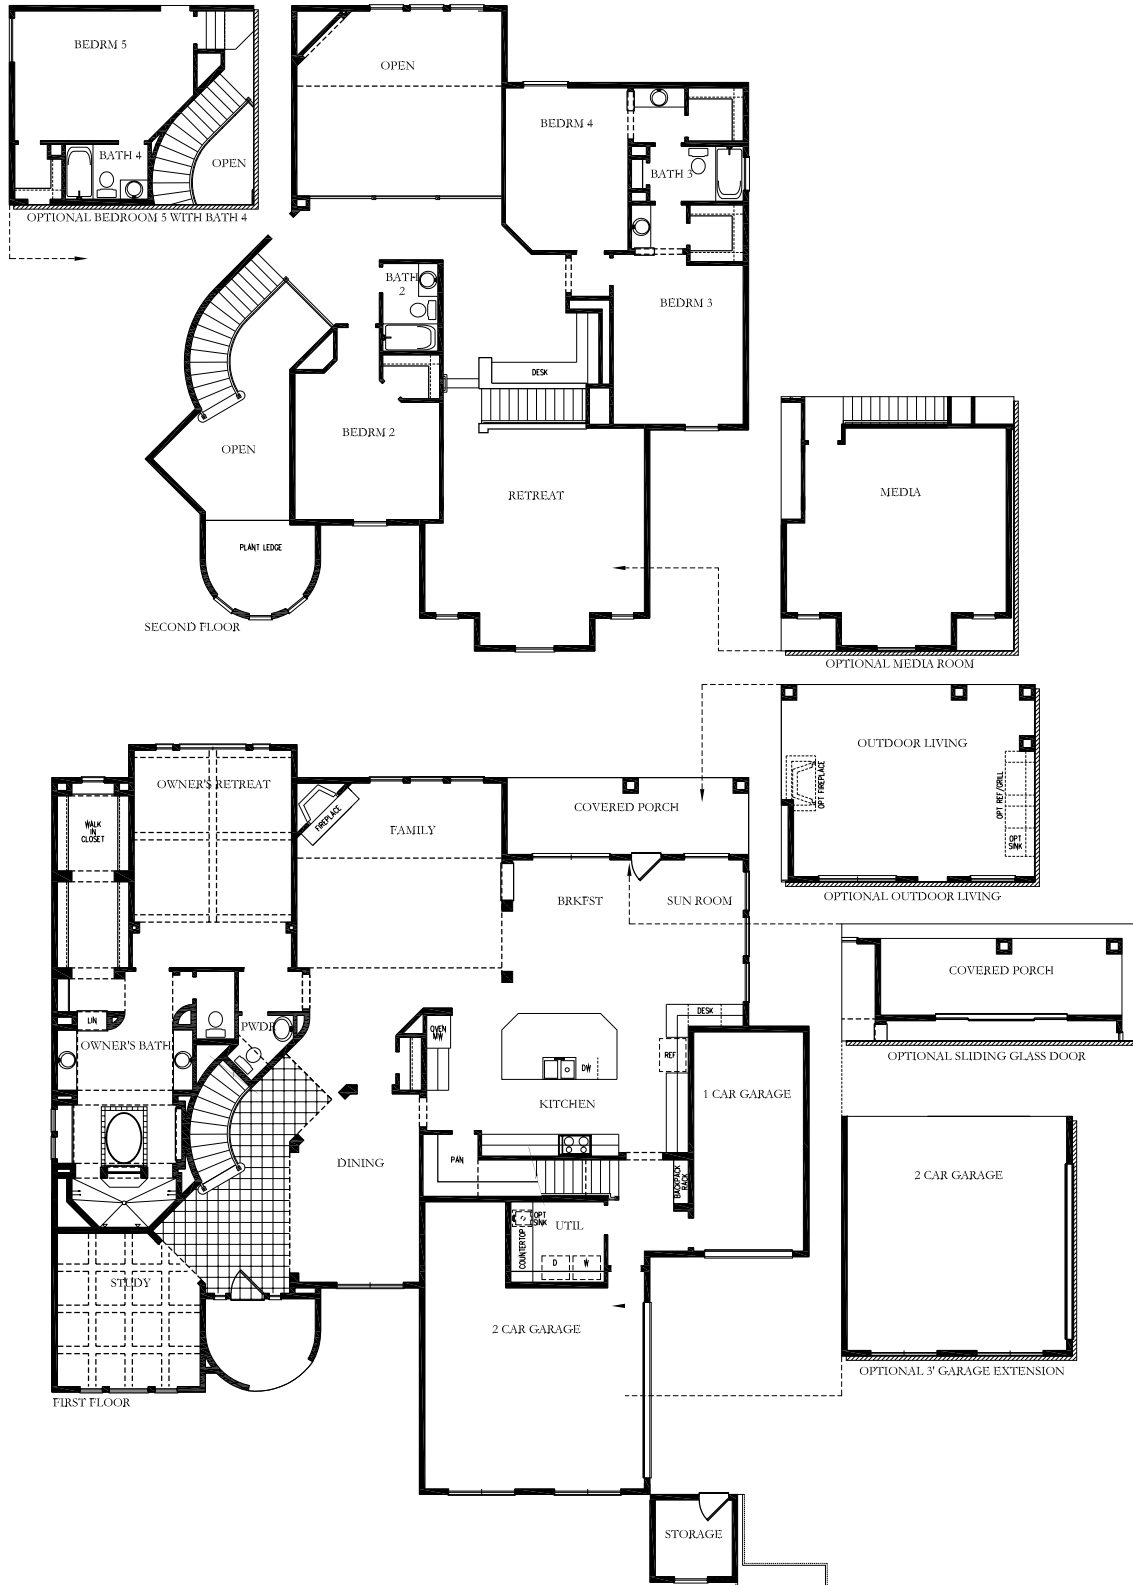 BEDRM 5
BATH 4
OPEN
OPTIONAL BEDROOM 5 WITH BATH 4
OPEN
BEDRM 4
BATH 3
BATH
2
BEDRM 3
DESK
BEDRM 2
OPEN
RETREAT
PLANT LEDGE
SECOND FLOOR
MEDIA
OPTIONAL MEDIA ROOM
OUTDOOR LIVING
OPT FIREPLACE
OPT REF/GRILL
OPT
SINK
OPTIONAL OUTDOOR LIVING
OWNER'S RETREAT
WALK
IN
CLOSET
FIREPLACE
FAMILY
COVERED PORCH
BRKFST
SUN ROOM
COVERED PORCH
OPTIONAL SLIDING GLASS DOOR
LIN
PWDR
OWNER'S BATH
OVEN
MW
DESK
REF
DW
KITCHEN
1 CAR GARAGE
DINING
PAN
BACKPACK
RACK
2 CAR GARAGE
OPTIONAL 3' GARAGE EXTENSION
OPT
SINK
UTIL
COUNTERTOP
D
W
STUDY
2 CAR GARAGE
FIRST FLOOR
STORAGE